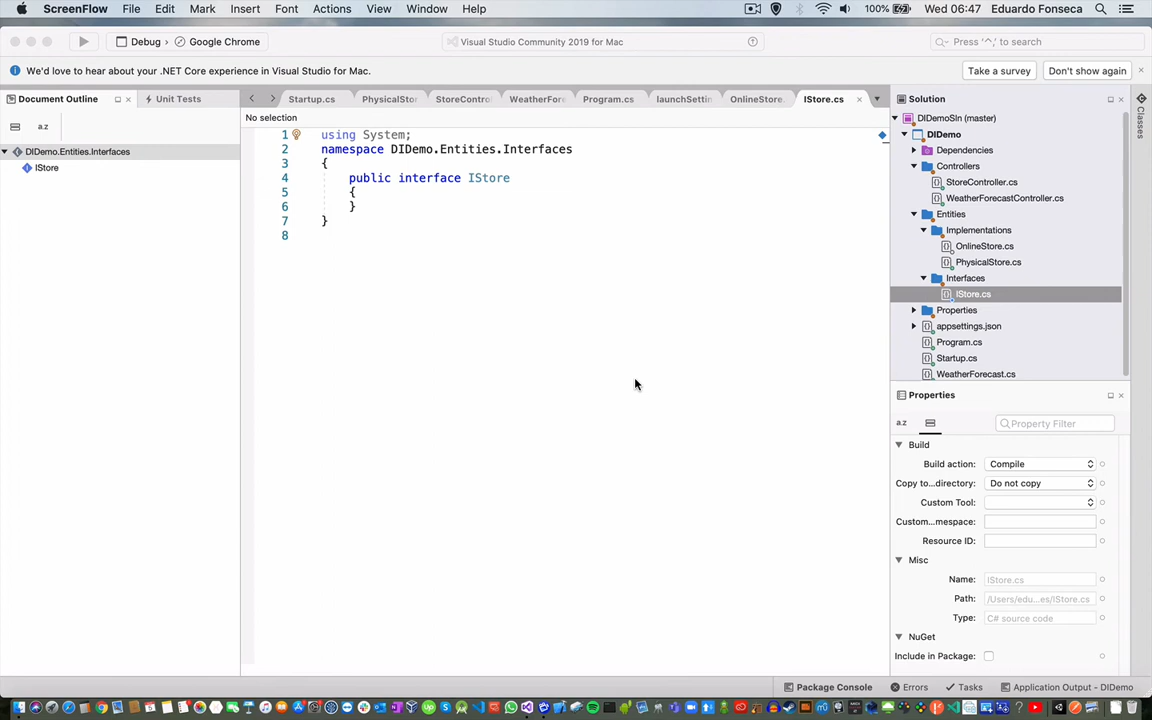 ScreenFlow File Edit Mark Insert Font Actions View Window Help 100% Wed 06:47 Eduardo Fonseca
Debug Google Chrome Visual Studio Community 2019 for Mac Press '^,' to search
We'd love to hear about your .NET Core experience in Visual Studio for Mac. Take a survey Don't show again
Document Outline Unit Tests
Startup.cs PhysicalStor StoreContro WeatherFore Program.cs launchSettin OnlineStore. IStore.cs
Solution
Classes
a.z
DIDemo.Entities.Interfaces
IStore
No selection
1 using System;
2 namespace DIDemo.Entities.Interfaces
3 {
4 public interface IStore
5 {
6 }
7 }
8
DIDemoSln (master)
DIDemo
Dependencies
Controllers
StoreController.cs
WeatherForecastController.cs
Entities
Implementations
OnlineStore.cs
PhysicalStore.cs
Interfaces
IStore.cs
Properties
appsettings.json
Program.cs
Startup.cs
WeatherForecast.cs
Properties
a.z Property Filter
Build
Build action: Compile
Copy to...directory: Do not copy
Custom Tool:
Custom...mespace:
Resource ID:
Misc
Name: IStore.cs
Path: /Users/edu...es/IStore.cs
Type: C# source code
NuGet
Include in Package:
Package Console Errors Tasks Application Output - DIDemo